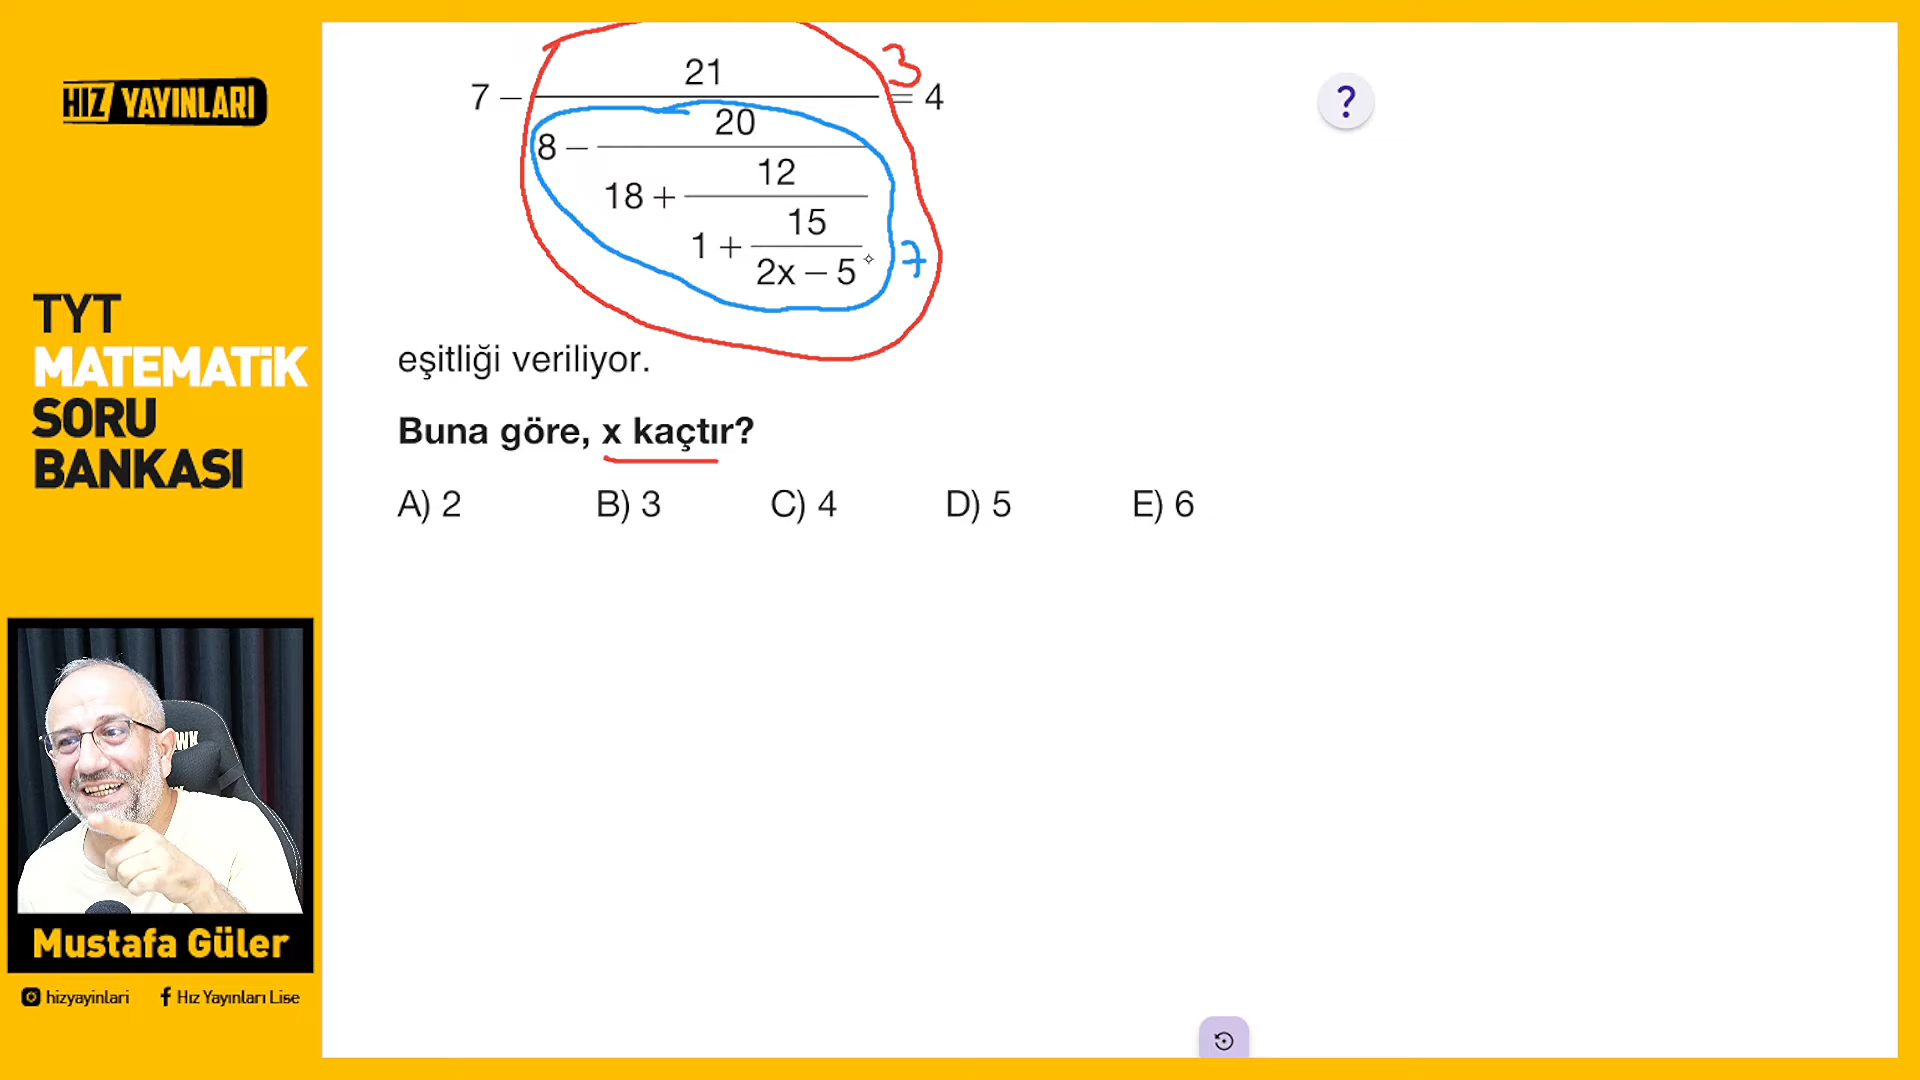 HIZ YAYINLARI
TYT
MATEMATİK
SORU
BANKASI
Mustafa Güler
hizyayinlari
Hız Yayınları Lise
3
21
7 − = 4
20
8 −
12
18 +
15
1 +
2x − 5
7
eşitliği veriliyor.
Buna göre, x kaçtır?
A) 2 B) 3 C) 4 D) 5 E) 6
?